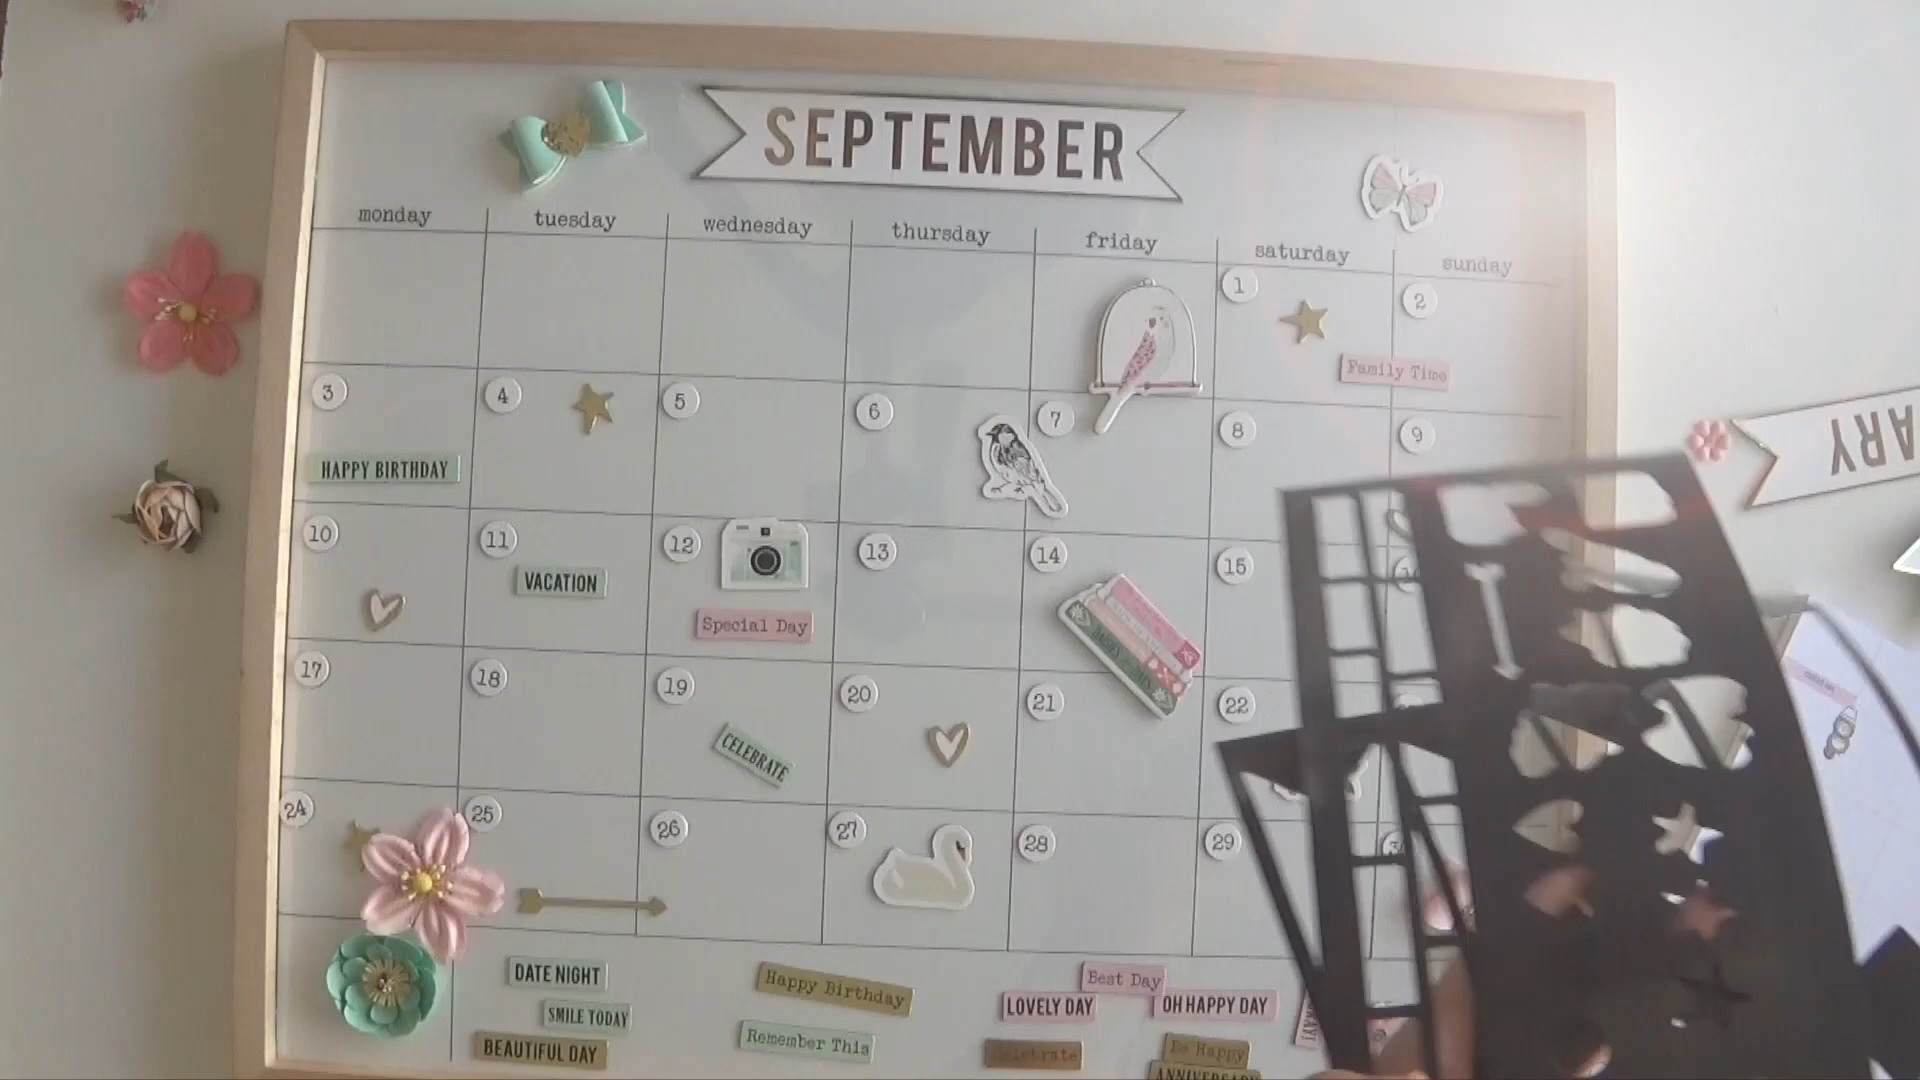 SEPTEMBER
monday tuesday wednesday thursday friday saturday sunday
1 2
Family Time
3 4 5 6 7 8 9
HAPPY BIRTHDAY
10 11 12 13 14 15
VACATION
Special Day
17 18 19 20 21 22
CELEBRATE
24 25 26 27 28 29
DATE NIGHT
SMILE TODAY
BEAUTIFUL DAY
Happy Birthday
Remember This
Best Day
LOVELY DAY
OH HAPPY DAY
Celebrate
Be Happy
ANNIVERSARY
ARY